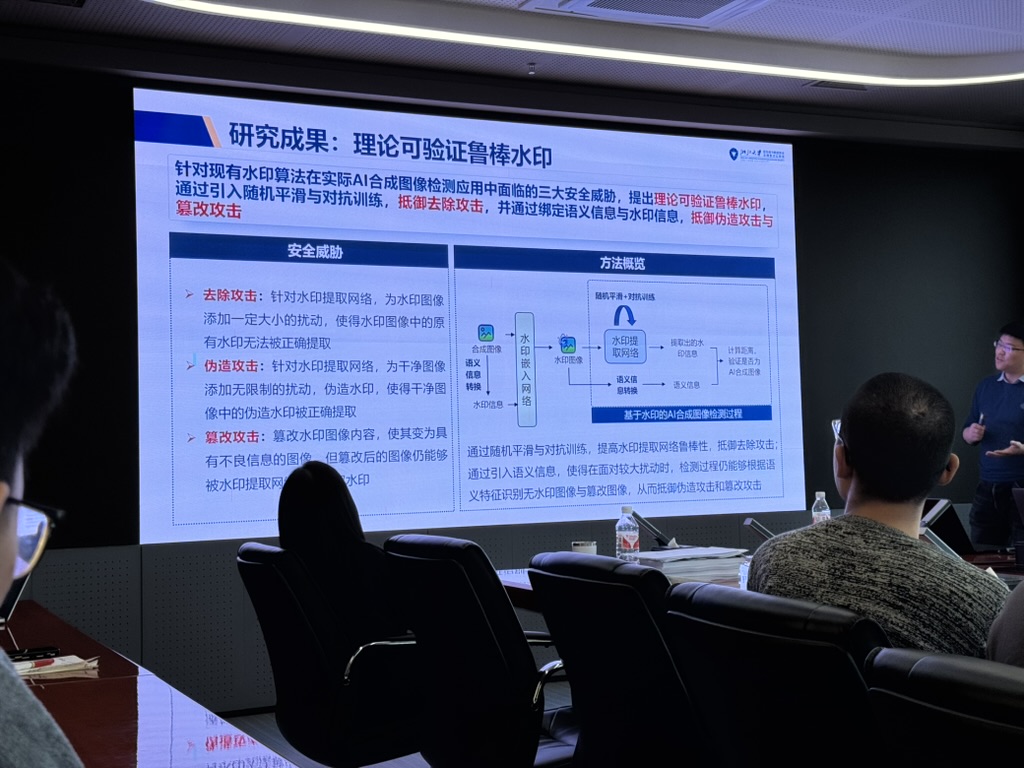 研究成果：理论可验证鲁棒水印
浙江大学
针对现有水印算法在实际AI合成图像检测应用中面临的三大安全威胁，提出理论可验证鲁棒水印，
通过引入随机平滑与对抗训练，抵御去除攻击，并通过绑定语义信息与水印信息，抵御伪造攻击与
篡改攻击
安全威胁
去除攻击：针对水印提取网络，为水印图像
添加一定大小的扰动，使得水印图像中的原
有水印无法被正确提取
伪造攻击：针对水印提取网络，为干净图像
添加无限制的扰动，伪造水印，使得干净图
像中的伪造水印被正确提取
篡改攻击：篡改水印图像内容，使其变为具
有不良信息的图像，但篡改后的图像仍能够
被水印提取网
水印
方法概览
随机平滑+对抗训练
合成图像
语义
信息
转换
水印信息
水印嵌入网络
水印图像
水印提
取网络
提取出的水
印信息
语义信
息转换
语义信息
计算距离，
验证是否为
AI合成图像
基于水印的AI合成图像检测过程
通过随机平滑与对抗训练，提高水印提取网络鲁棒性，抵御去除攻击；
通过引入语义信息，使得在面对较大扰动时，检测过程仍能够根据语
义特征识别无水印图像与篡改图像，从而抵御伪造攻击和篡改攻击